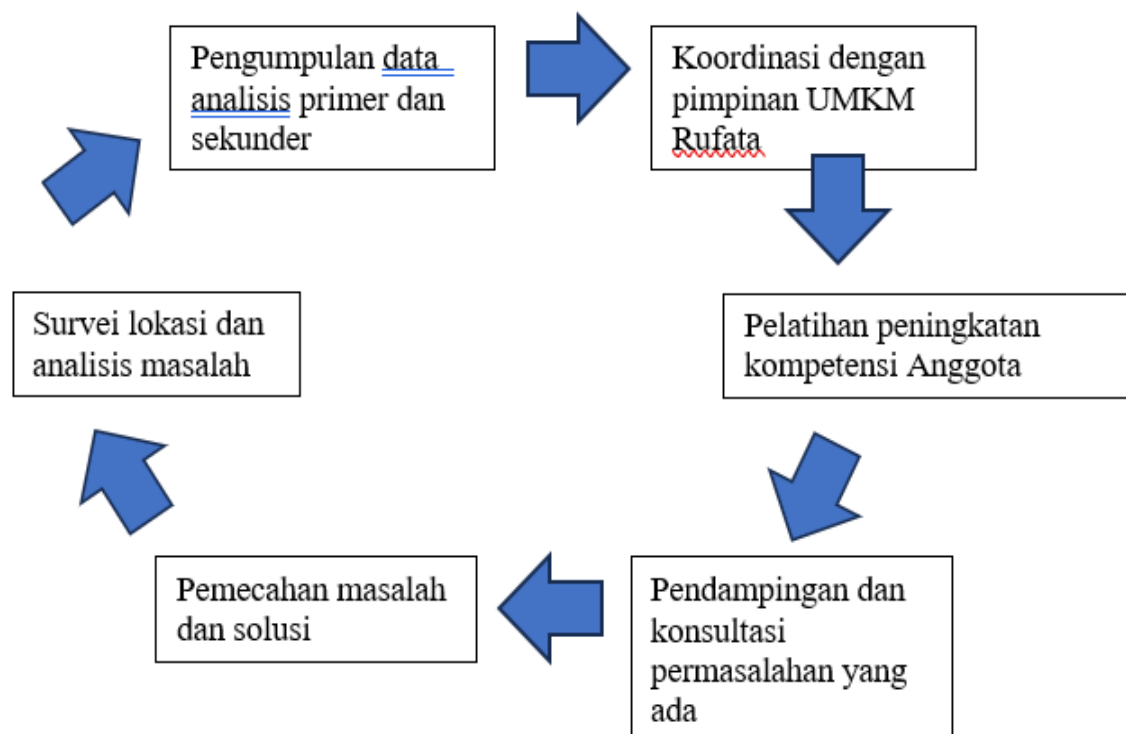 Pengumpulan data
analisis primer dan
sekunder
Koordinasi dengan
pimpinan UMKM
Rufata
Pelatihan peningkatan
kompetensi Anggota
Pendampingan dan
konsultasi
permasalahan yang
ada
Pemecahan masalah
dan solusi
Survei lokasi dan
analisis masalah